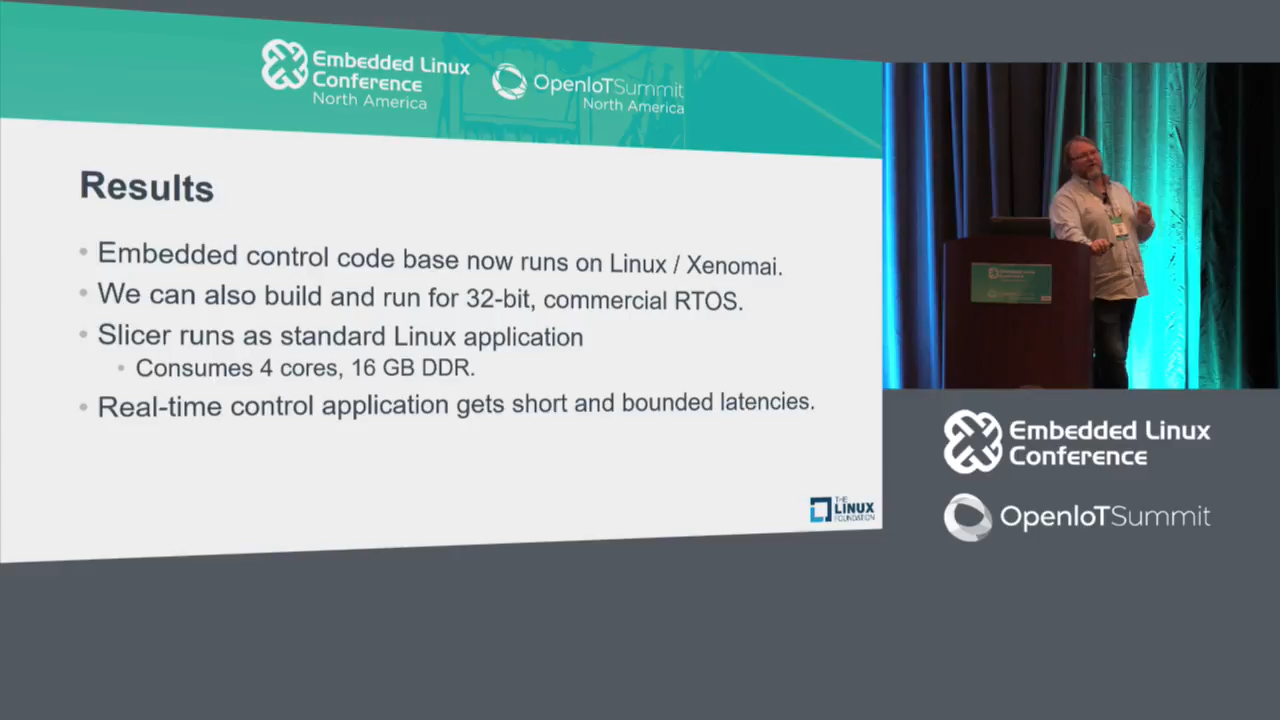 Embedded Linux
Conference
North America
OpenIoTSummit
North America
Results
• Embedded control code base now runs on Linux / Xenomai.
• We can also build and run for 32-bit, commercial RTOS.
• Slicer runs as standard Linux application
• Consumes 4 cores, 16 GB DDR.
• Real-time control application gets short and bounded latencies.
THE
LINUX
FOUNDATION
Embedded Linux
Conference
OpenIoTSummit